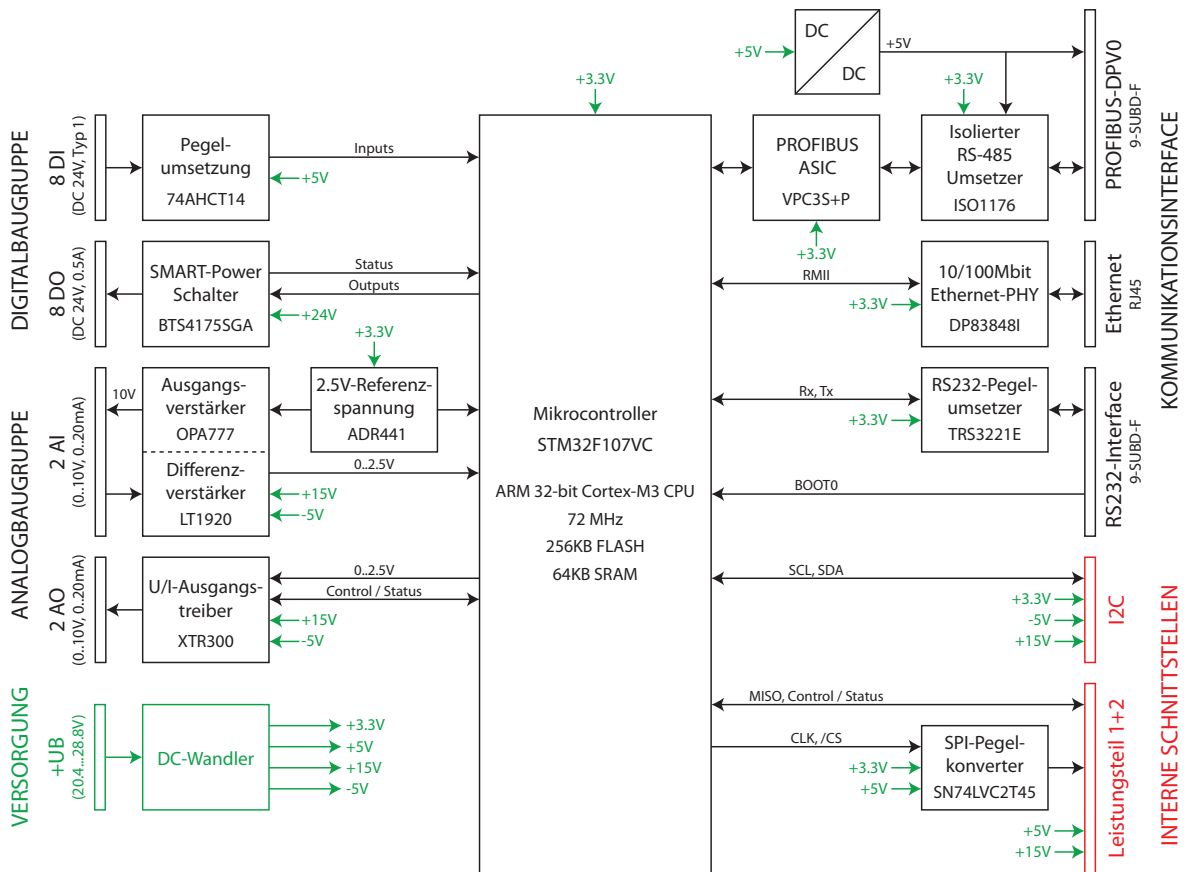 DIGITALBAUGRUPPE
8 DI
(DC 24V, Typ 1)
Pegel-
umsetzung
74AHCT14
Inputs
+5V
8 DO
(DC 24V, 0.5A)
SMART-Power
Schalter
BTS4175SGA
Status
Outputs
+24V
ANALOGBAUGRUPPE
2 AI
(0..10V, 0..20mA)
10V
Ausgangs-
verstärker
OPA777
Differenz-
verstärker
LT1920
+3.3V
2.5V-Referenz-
spannung
ADR441
0..2.5V
+15V
-5V
2 AO
(0..10V, 0..20mA)
U/I-Ausgangs-
treiber
XTR300
0..2.5V
Control / Status
+15V
-5V
VERSORGUNG
+UB
(20.4...28.8V)
DC-Wandler
+3.3V
+5V
+15V
-5V
+3.3V
Mikrocontroller
STM32F107VC
ARM 32-bit Cortex-M3 CPU
72 MHz
256KB FLASH
64KB SRAM
KOMMUNIKATIONSINTERFACE
+5V
DC
DC
+5V
PROFIBUS
ASIC
VPC3S+P
+3.3V
+3.3V
Isolierter
RS-485
Umsetzer
ISO1176
PROFIBUS-DPV0
9-SUBD-F
RMII
+3.3V
10/100Mbit
Ethernet-PHY
DP83848I
Ethernet
RJ45
Rx, Tx
+3.3V
RS232-Pegel-
umsetzer
TRS3221E
BOOT0
RS232-Interface
9-SUBD-F
INTERNE SCHNITTSTELLEN
SCL, SDA
+3.3V
-5V
+15V
I2C
MISO, Control / Status
CLK, /CS
+3.3V
+5V
SPI-Pegel-
konverter
SN74LVC2T45
+5V
+15V
Leistungsteil 1+2